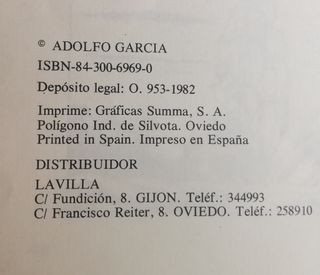 © ADOLFO GARCIA
ISBN-84-300-6969-0
Depósito legal: O. 953-1982
Imprime: Gráficas Summa, S. A.
Polígono Ind. de Silvota. Oviedo
Printed in Spain. Impreso en España
DISTRIBUIDOR
LAVILLA
C/ Fundición, 8. GIJON. Teléf.: 344993
C/ Francisco Reiter, 8. OVIEDO. Teléf.: 258910